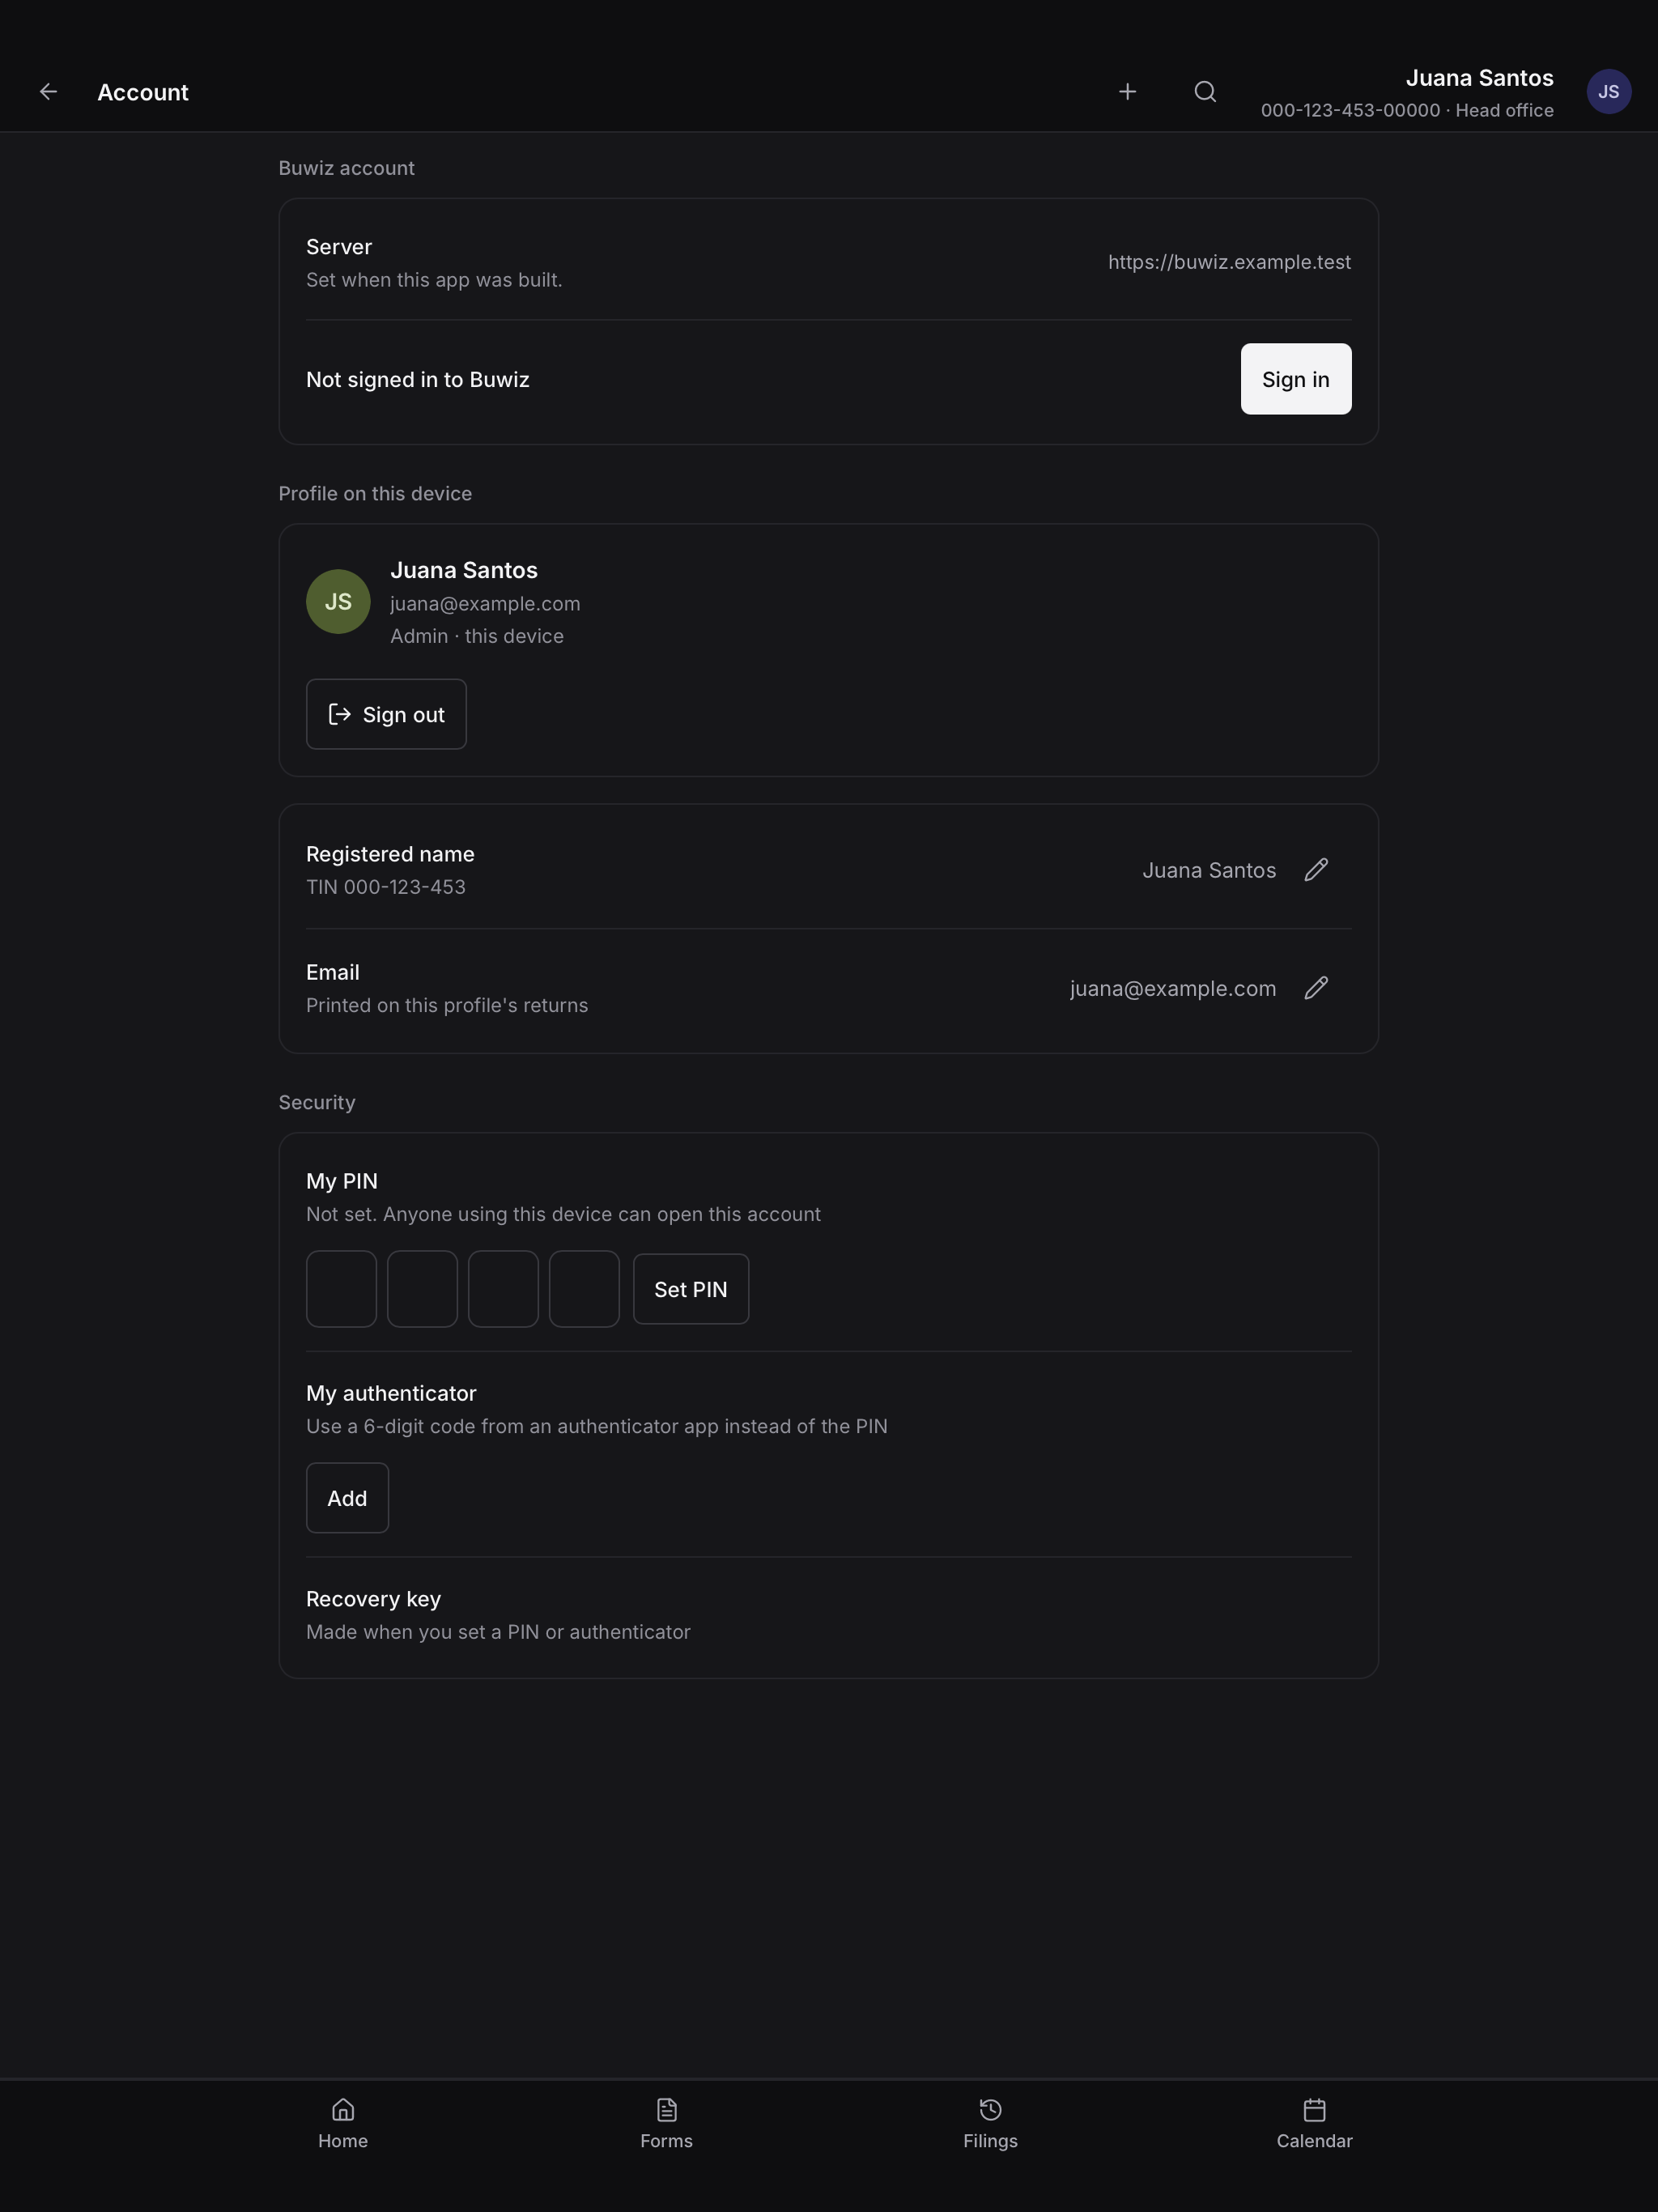 Account
Juana Santos
000-123-453-00000 · Head office
JS
Buwiz account
Server
Set when this app was built.
https://buwiz.example.test
Not signed in to Buwiz
Sign in
Profile on this device
JS
Juana Santos
juana@example.com
Admin · this device
Sign out
Registered name
TIN 000-123-453
Juana Santos
Email
Printed on this profile's returns
juana@example.com
Security
My PIN
Not set. Anyone using this device can open this account
Set PIN
My authenticator
Use a 6-digit code from an authenticator app instead of the PIN
Add
Recovery key
Made when you set a PIN or authenticator
Home
Forms
Filings
Calendar